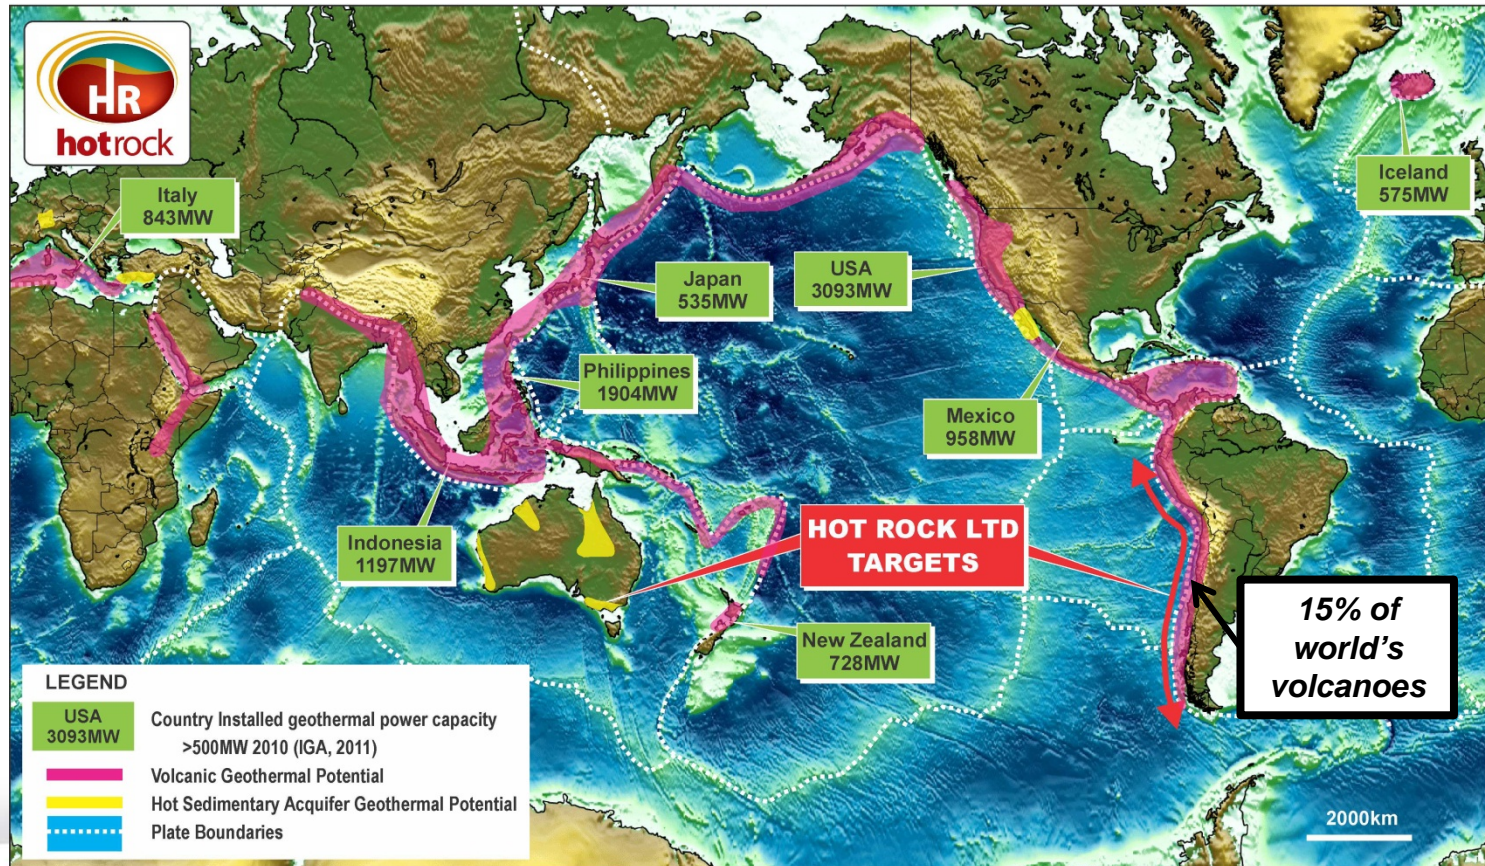 HR
hotrock
Italy
843MW
Iceland
575MW
Japan
535MW
USA
3093MW
Philippines
1904MW
Mexico
958MW
Indonesia
1197MW
HOT ROCK LTD
TARGETS
New Zealand
728MW
15% of
world’s
volcanoes
LEGEND
USA
3093MW
Country Installed geothermal power capacity
>500MW 2010 (IGA, 2011)
Volcanic Geothermal Potential
Hot Sedimentary Acquifer Geothermal Potential
Plate Boundaries
2000km